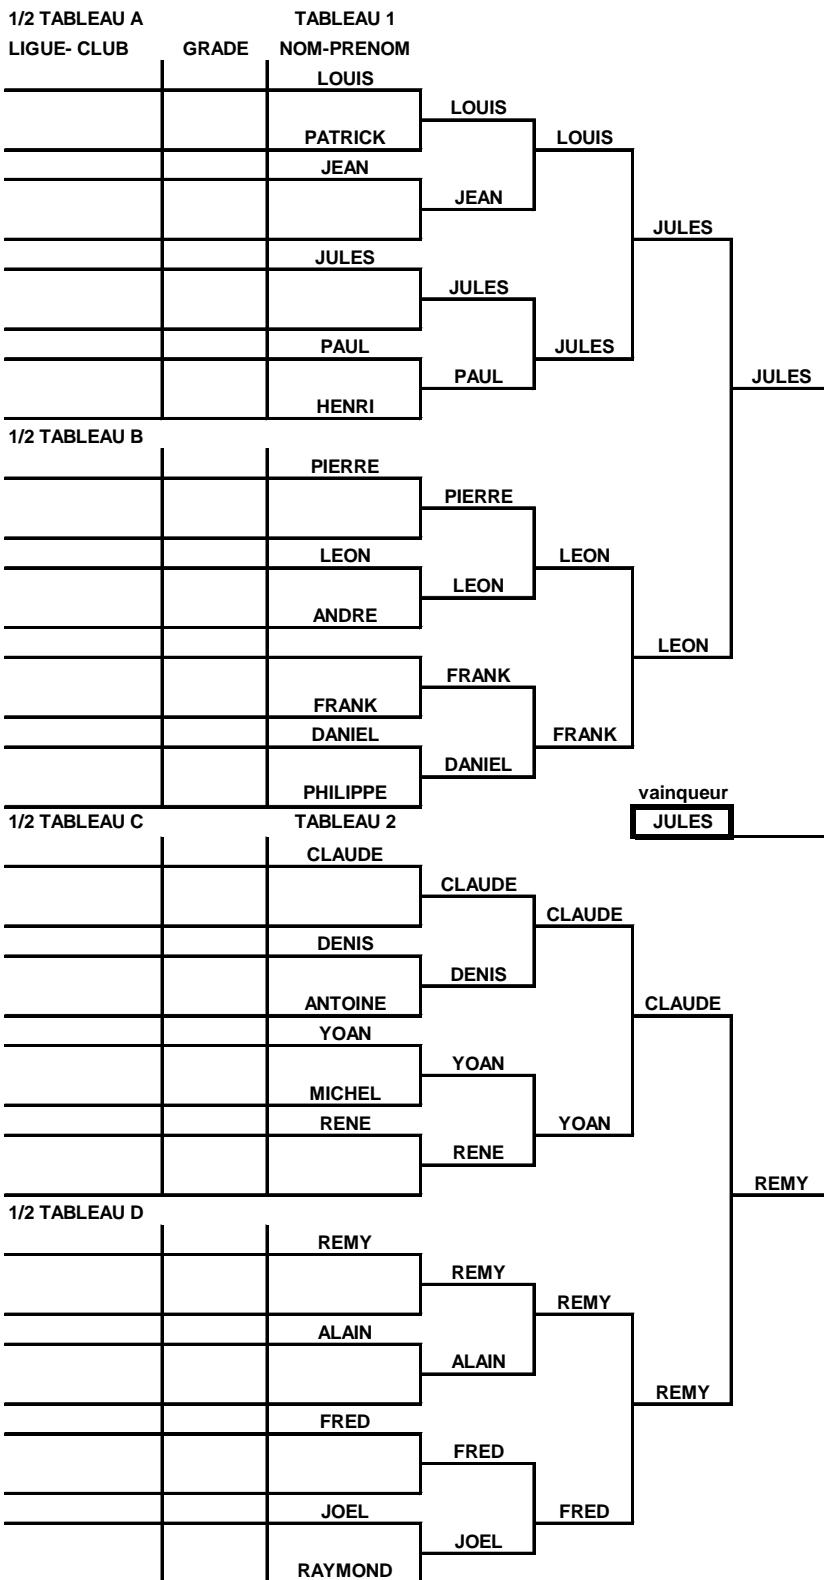 1/2 TABLEAU A TABLEAU 1
LIGUE- CLUB GRADE NOM-PRENOM
LOUIS
LOUIS
PATRICK LOUIS
JEAN
JEAN
JULES
JULES
JULES
PAUL JULES
PAUL JULES
HENRI
1/2 TABLEAU B
PIERRE
PIERRE
LEON LEON
LEON
ANDRE
LEON
FRANK
FRANK
DANIEL FRANK
DANIEL
PHILIPPE vainqueur
1/2 TABLEAU C TABLEAU 2 JULES
CLAUDE
CLAUDE
CLAUDE
DENIS
DENIS
ANTOINE CLAUDE
YOAN
YOAN
MICHEL
RENE YOAN
RENE
REMY
1/2 TABLEAU D
REMY
REMY
REMY
ALAIN
ALAIN
REMY
FRED
FRED
JOEL FRED
JOEL
RAYMOND